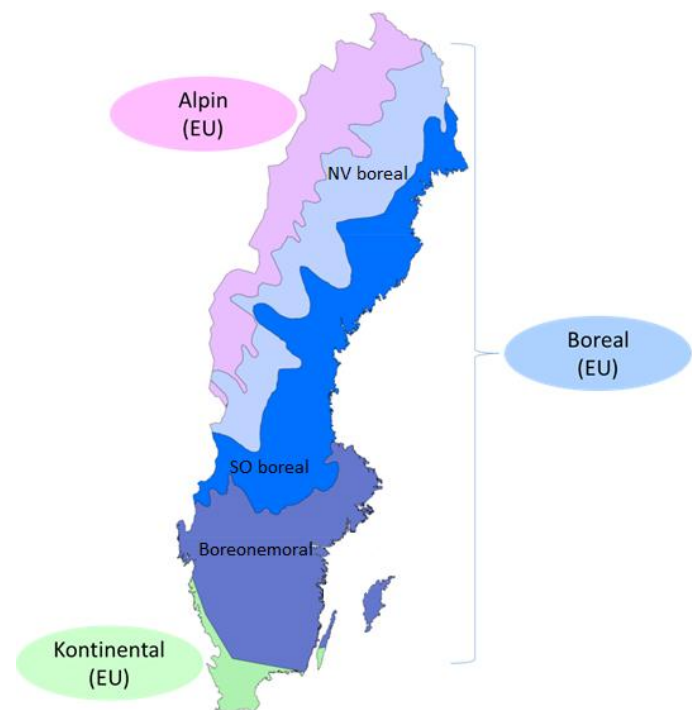 Alpin
(EU)
NV boreal
Boreal
(EU)
SO boreal
Boreonemoral
Kontinental
(EU)